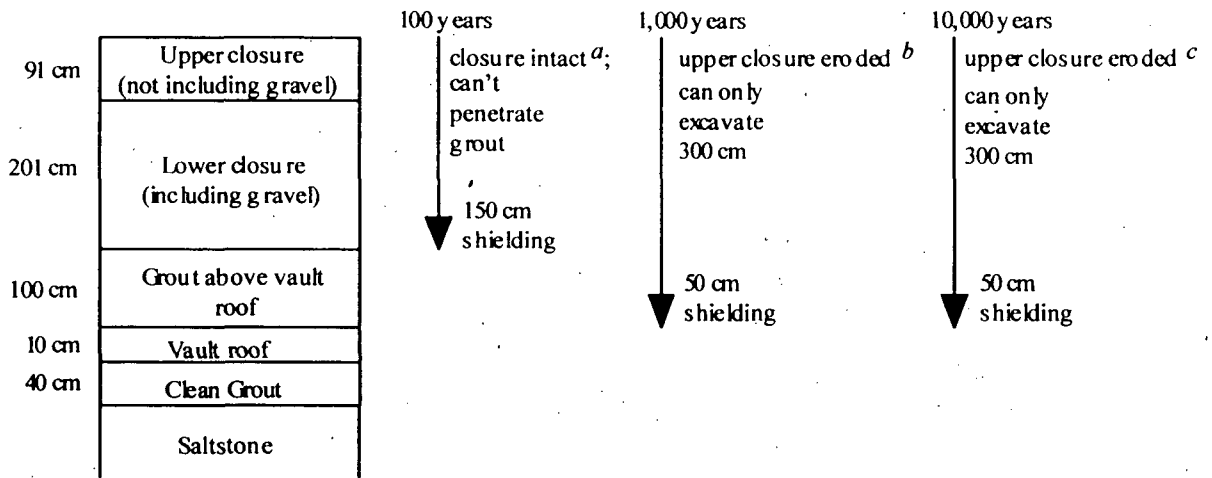 91 cm
201 cm
100 cm
10 cm
40 cm
Upper closure
(not including gravel)
Lower closure
(including gravel)
Grout above vault
roof
Vault roof
Clean Grout
Saltstone
100 years
closure intact a;
can't
penetrate
grout
150 cm
shielding
1,000 years
upper closure eroded b
can only
excavate
300 cm
50 cm
shielding
10,000 years
upper closure eroded c
can only
excavate
300 cm
50 cm
shielding